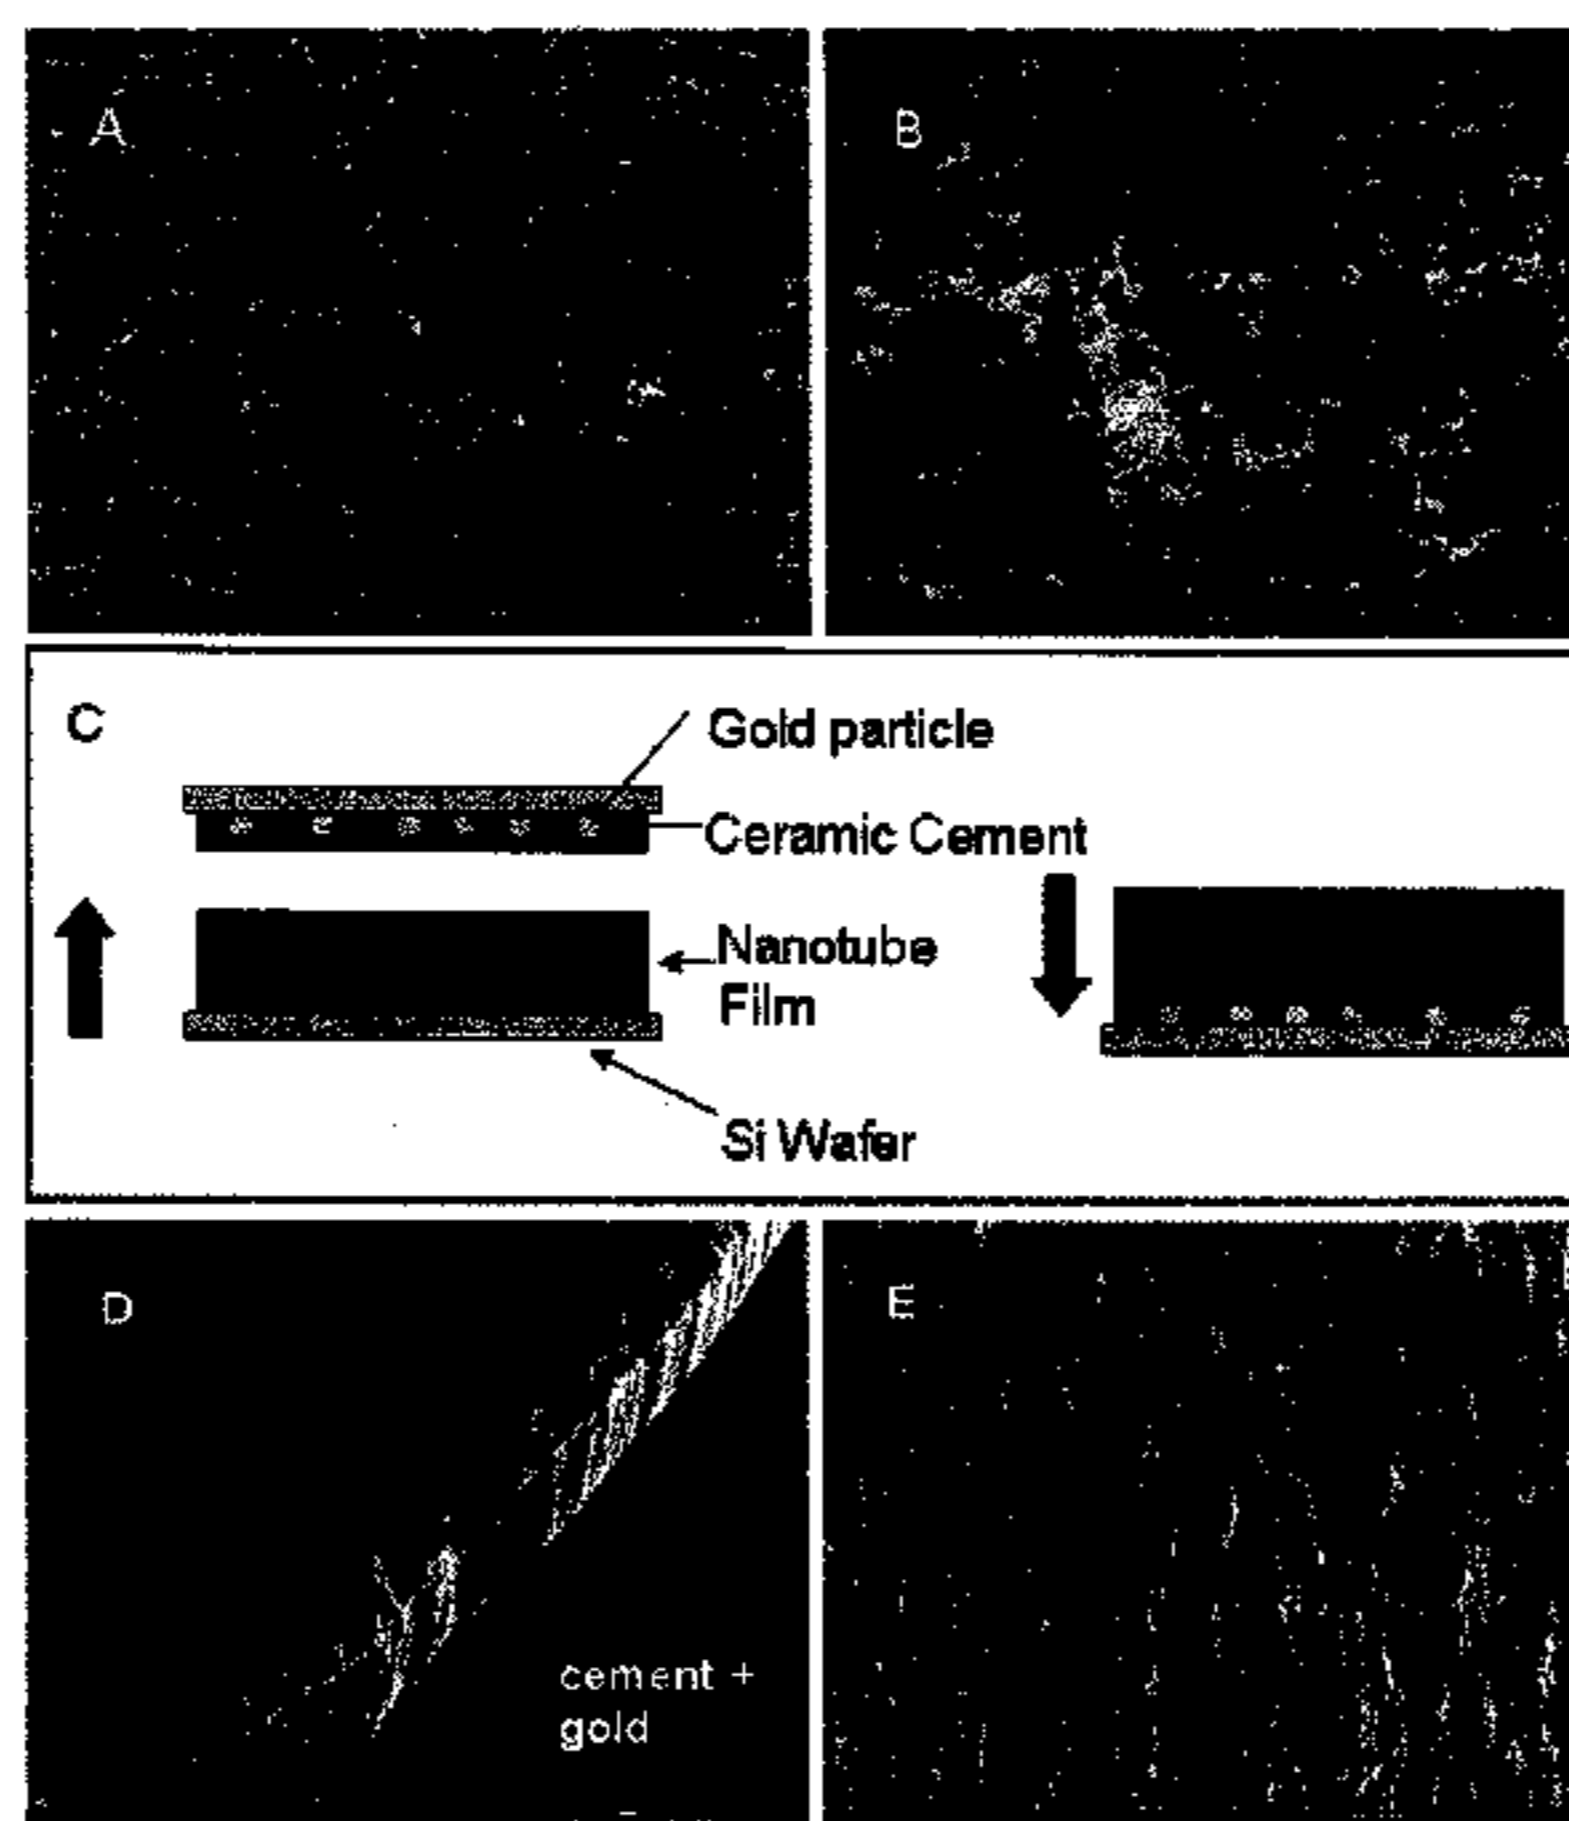 A
B
C
Gold particle
Ceramic Cement
Nanotube
Film
Si Wafer
D
E
cement +
gold